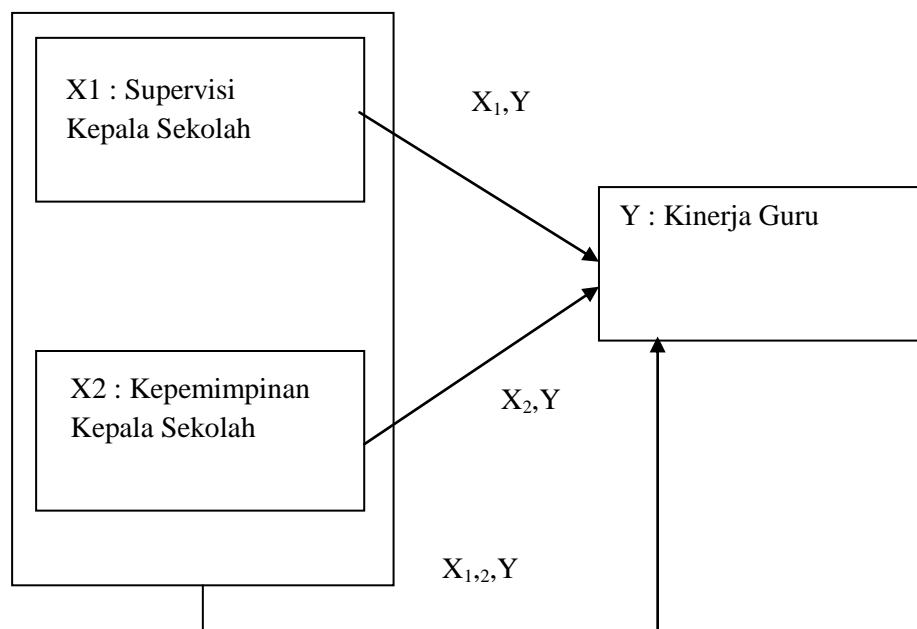 X1 : Supervisi
Kepala Sekolah
X₁,Y
Y : Kinerja Guru
X2 : Kepemimpinan
Kepala Sekolah
X₂,Y
X₁,₂,Y